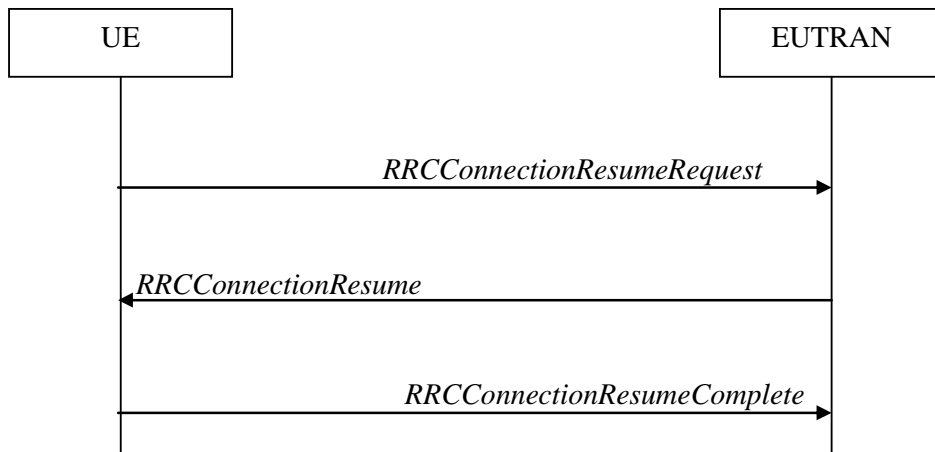 UE
EUTRAN
RRCConnectionResumeRequest
RRCConnectionResume
RRCConnectionResumeComplete